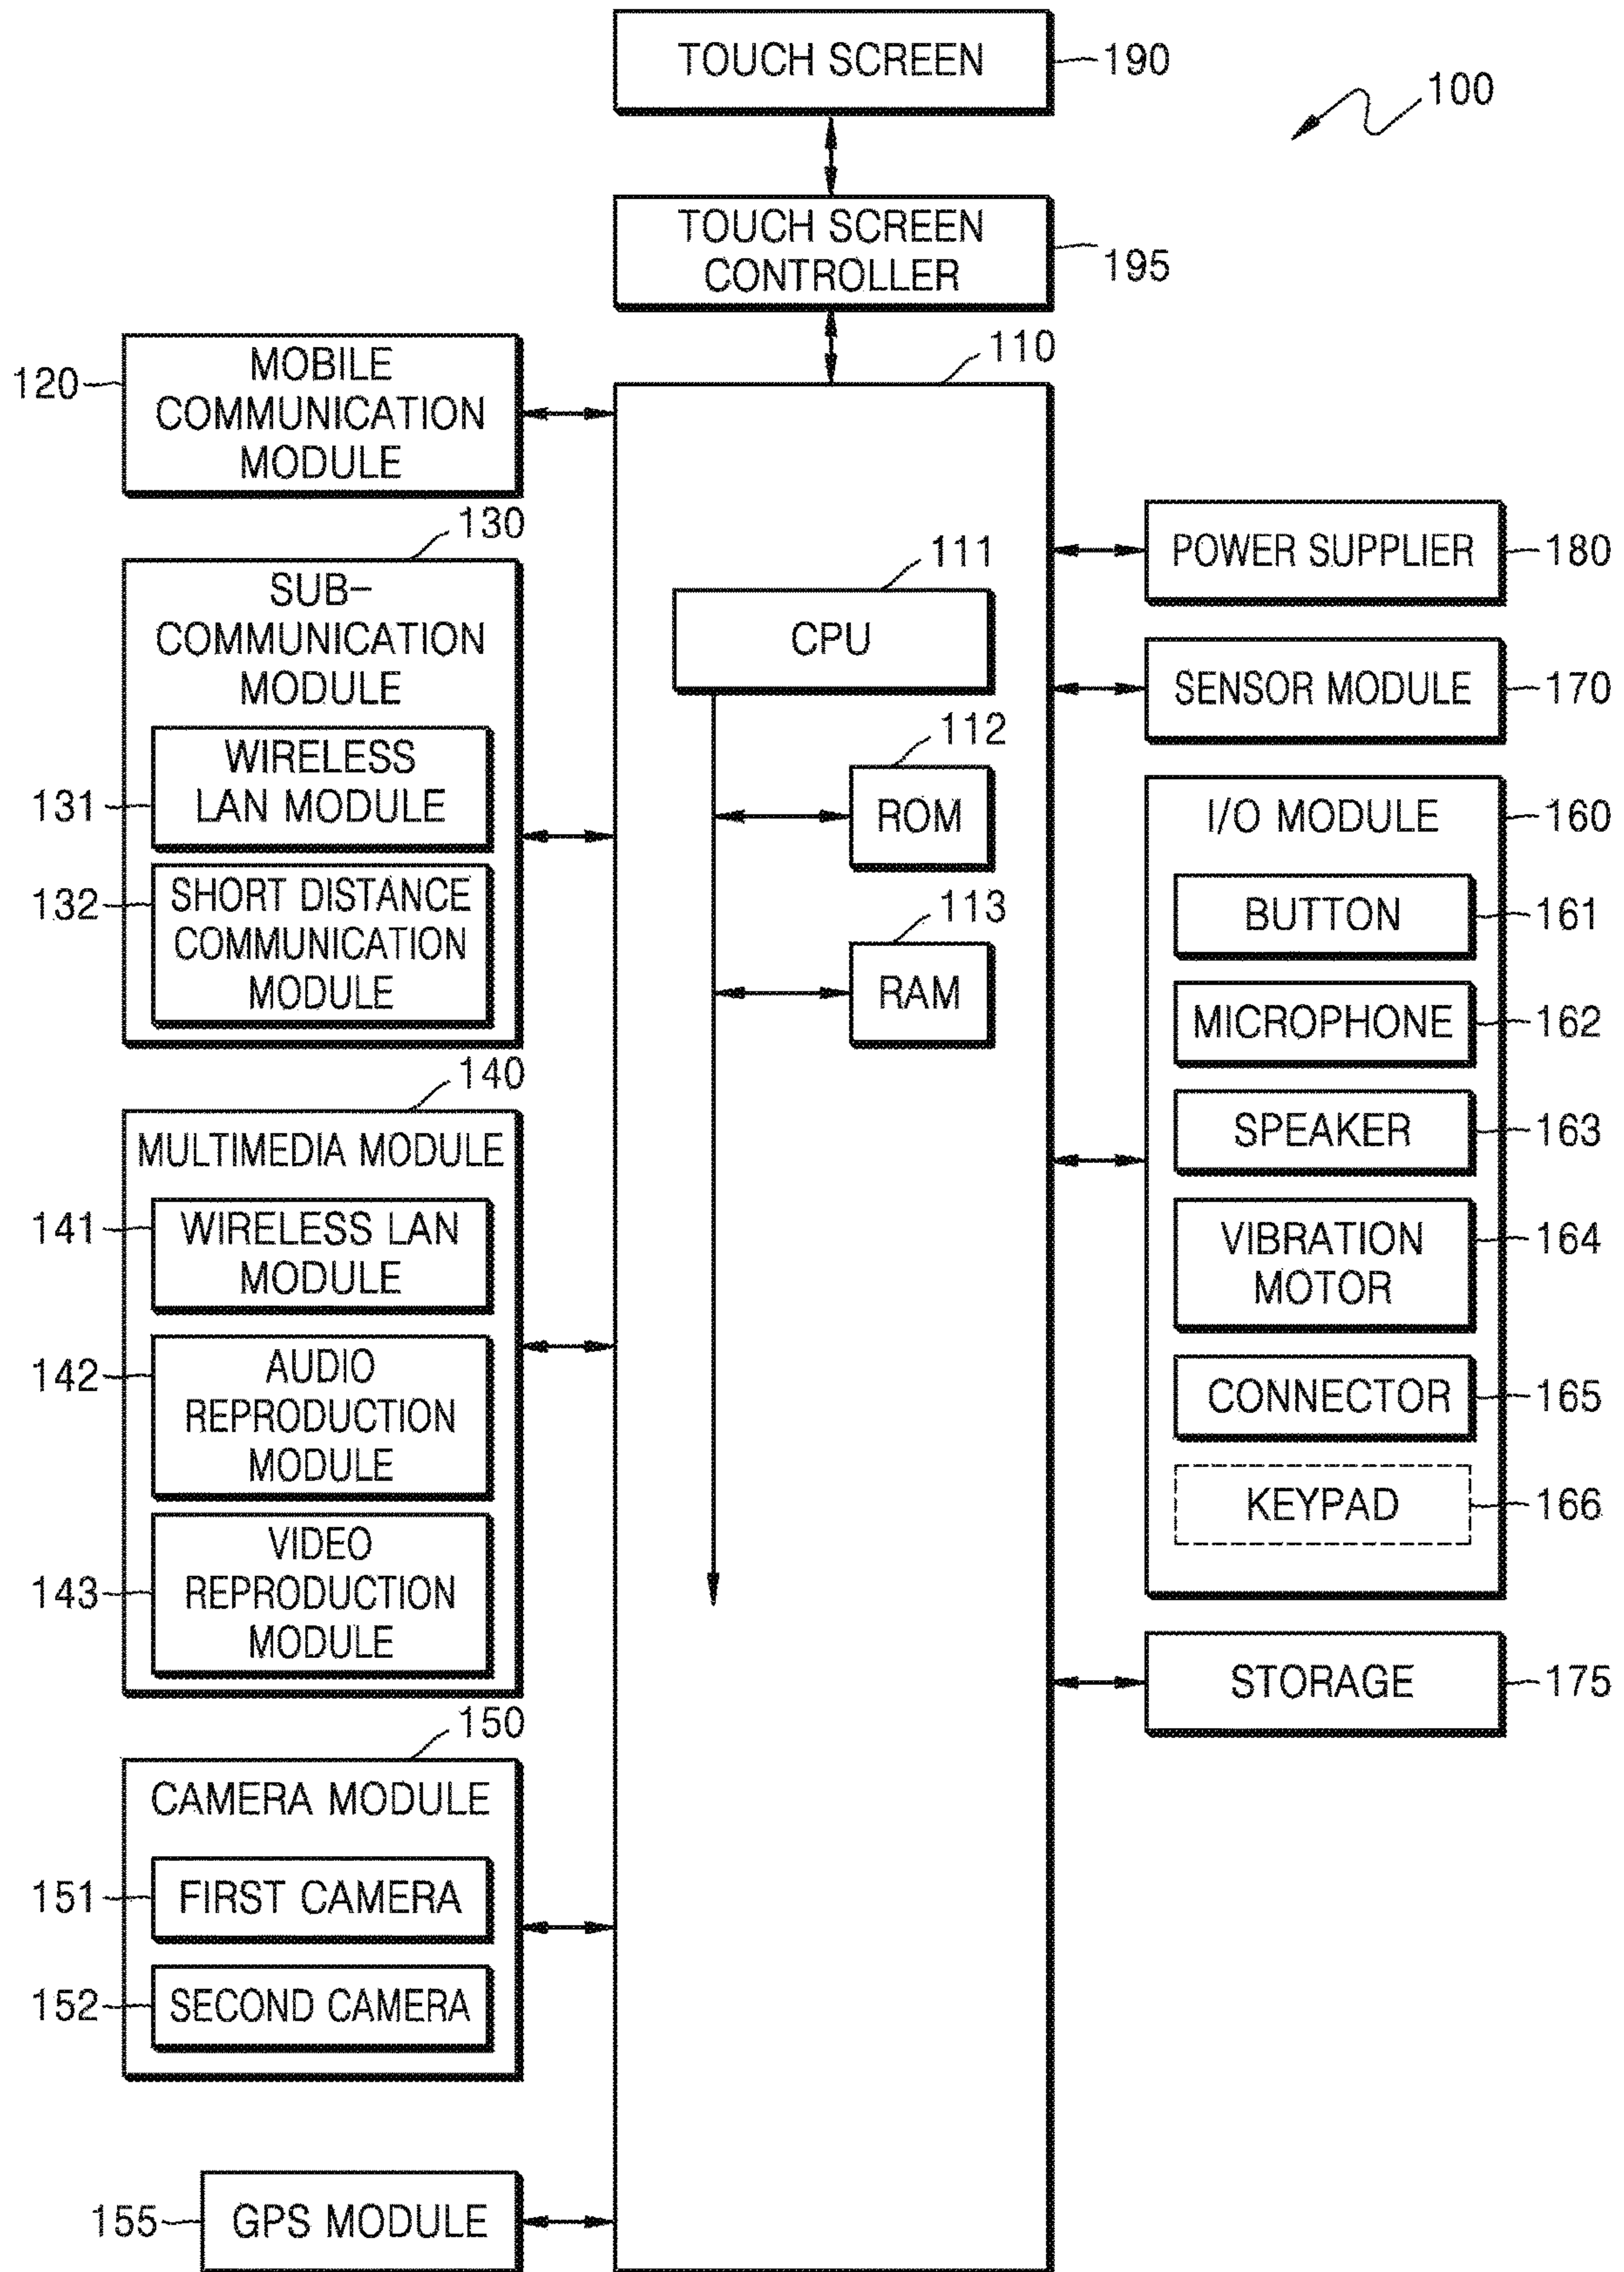 TOUCH SCREEN
190
100
TOUCH SCREEN
CONTROLLER
195
110
120
MOBILE
COMMUNICATION
MODULE
130
SUB-
COMMUNICATION
MODULE
131
WIRELESS
LAN MODULE
132
SHORT DISTANCE
COMMUNICATION
MODULE
140
MULTIMEDIA MODULE
141
WIRELESS LAN
MODULE
142
AUDIO
REPRODUCTION
MODULE
143
VIDEO
REPRODUCTION
MODULE
150
CAMERA MODULE
151
FIRST CAMERA
152
SECOND CAMERA
155
GPS MODULE
111
CPU
112
ROM
113
RAM
POWER SUPPLIER
180
SENSOR MODULE
170
I/O MODULE
160
BUTTON
161
MICROPHONE
162
SPEAKER
163
VIBRATION
MOTOR
164
CONNECTOR
165
KEYPAD
166
STORAGE
175